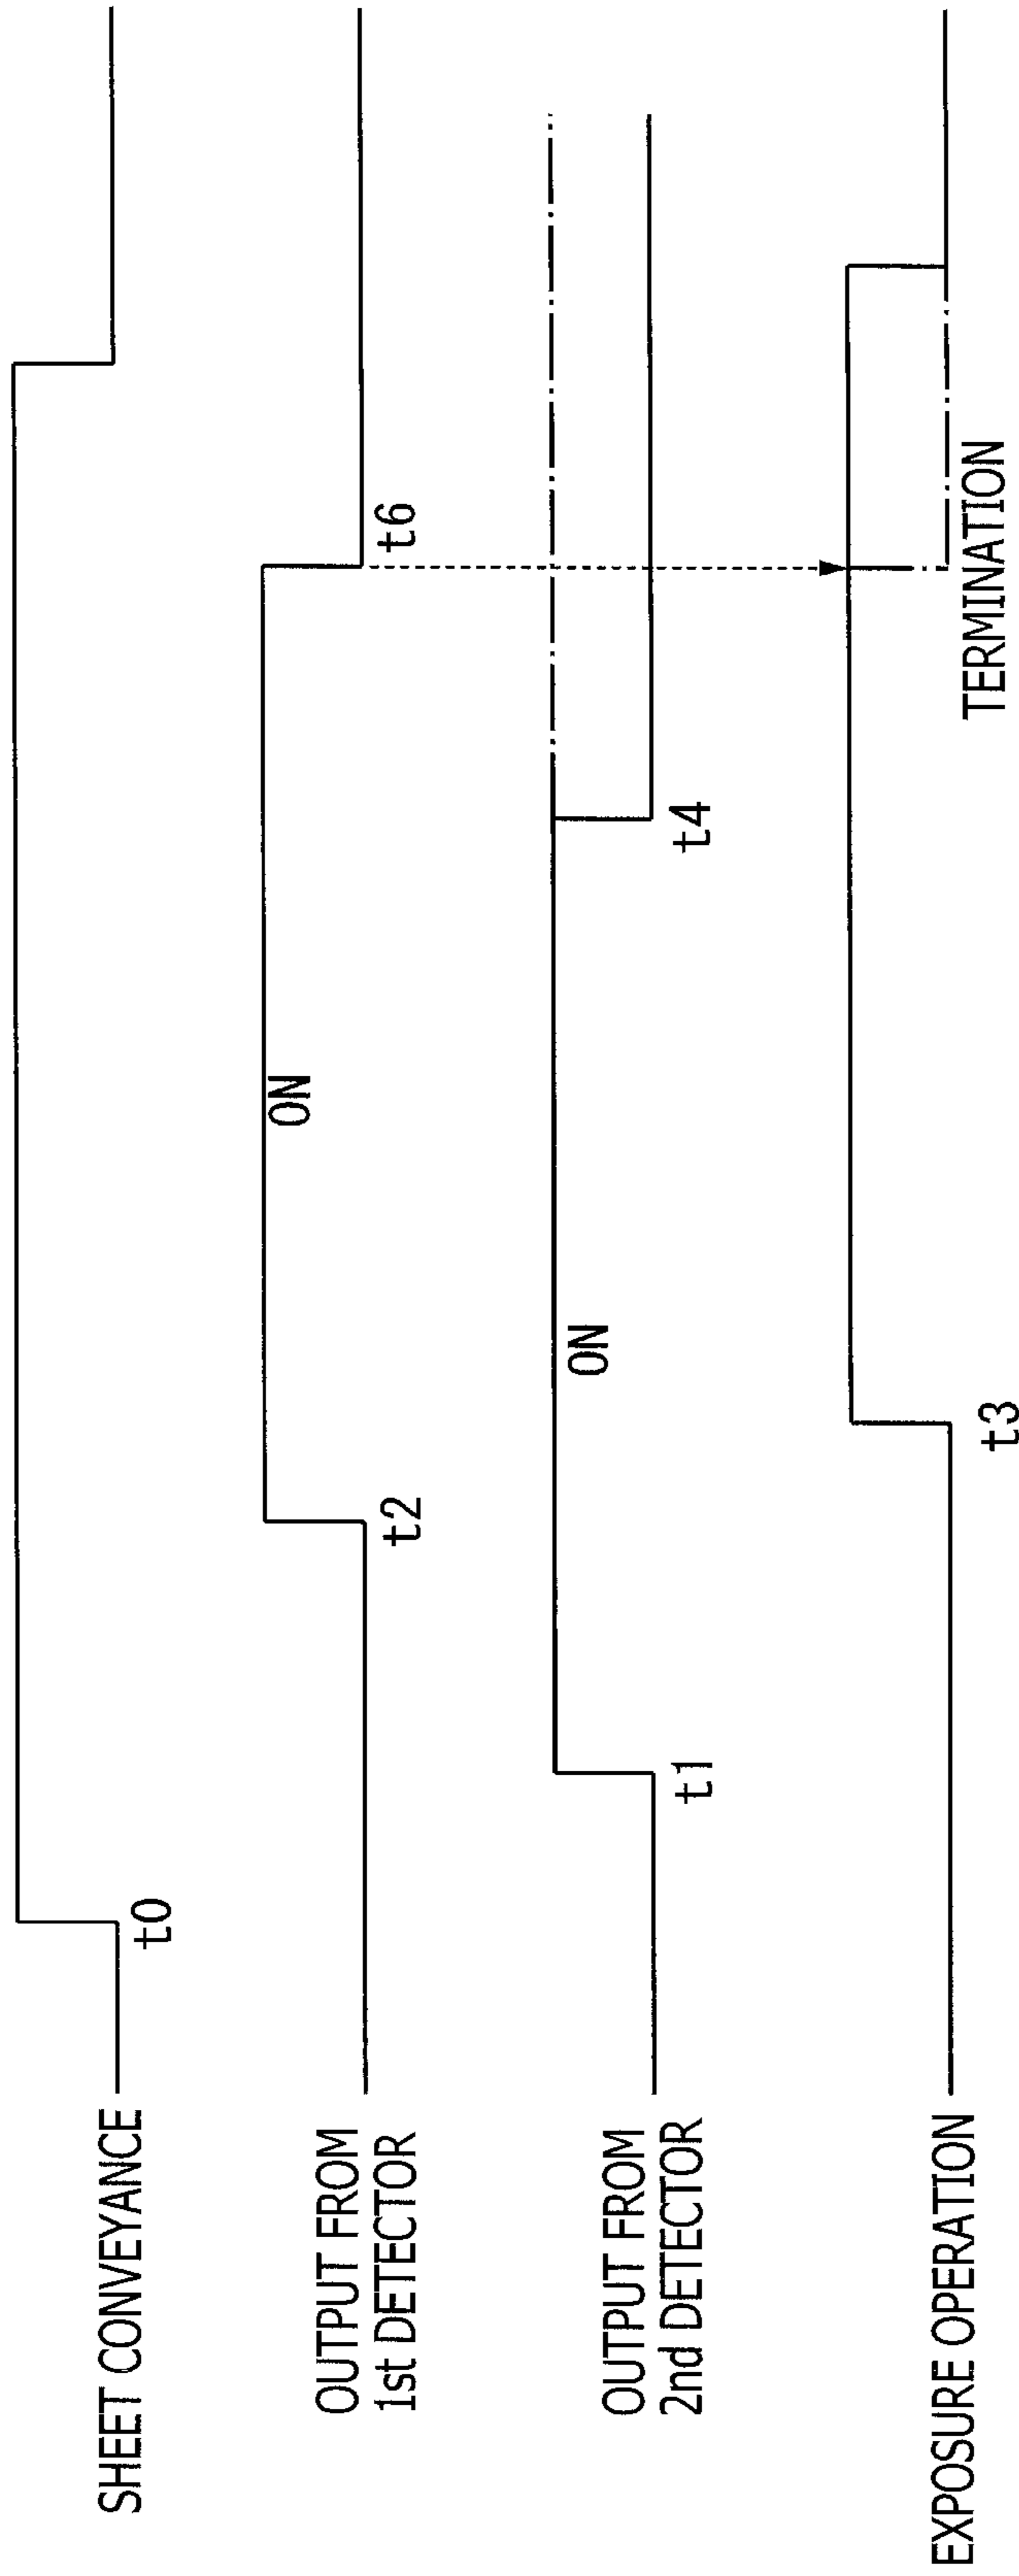 SHEET CONVEYANCE
t0
OUTPUT FROM
1st DETECTOR
t2
ON
t6
OUTPUT FROM
2nd DETECTOR
t1
ON
t4
EXPOSURE OPERATION
t3
TERMINATION